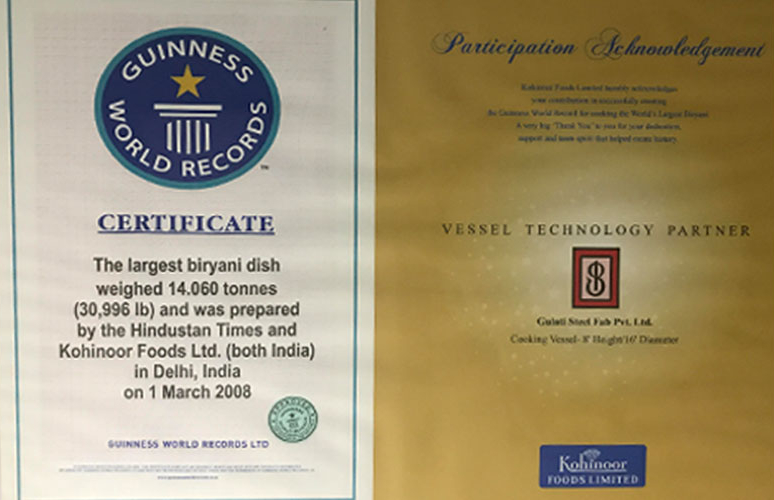 GUINNESS
WORLD RECORDS
™
CERTIFICATE
The largest biryani dish
weighed 14.060 tonnes
(30,996 lb) and was prepared
by the Hindustan Times and
Kohinoor Foods Ltd. (both India)
in Delhi, India
on 1 March 2008
GUINNESS WORLD RECORDS LTD
Participation Acknowledgement
Kohinoor Foods Limited humbly acknowledges
your contribution in successfully creating
the Guinness World Record for cooking the World's Largest Biryani
A very big 'Thank You' to you for your dedication,
support and team spirit that helped create history.
VESSEL TECHNOLOGY PARTNER
Gulati Steel Fab Pvt. Ltd.
Cooking Vessel- 8' Height/16' Diameter
Kohinoor
FOODS LIMITED